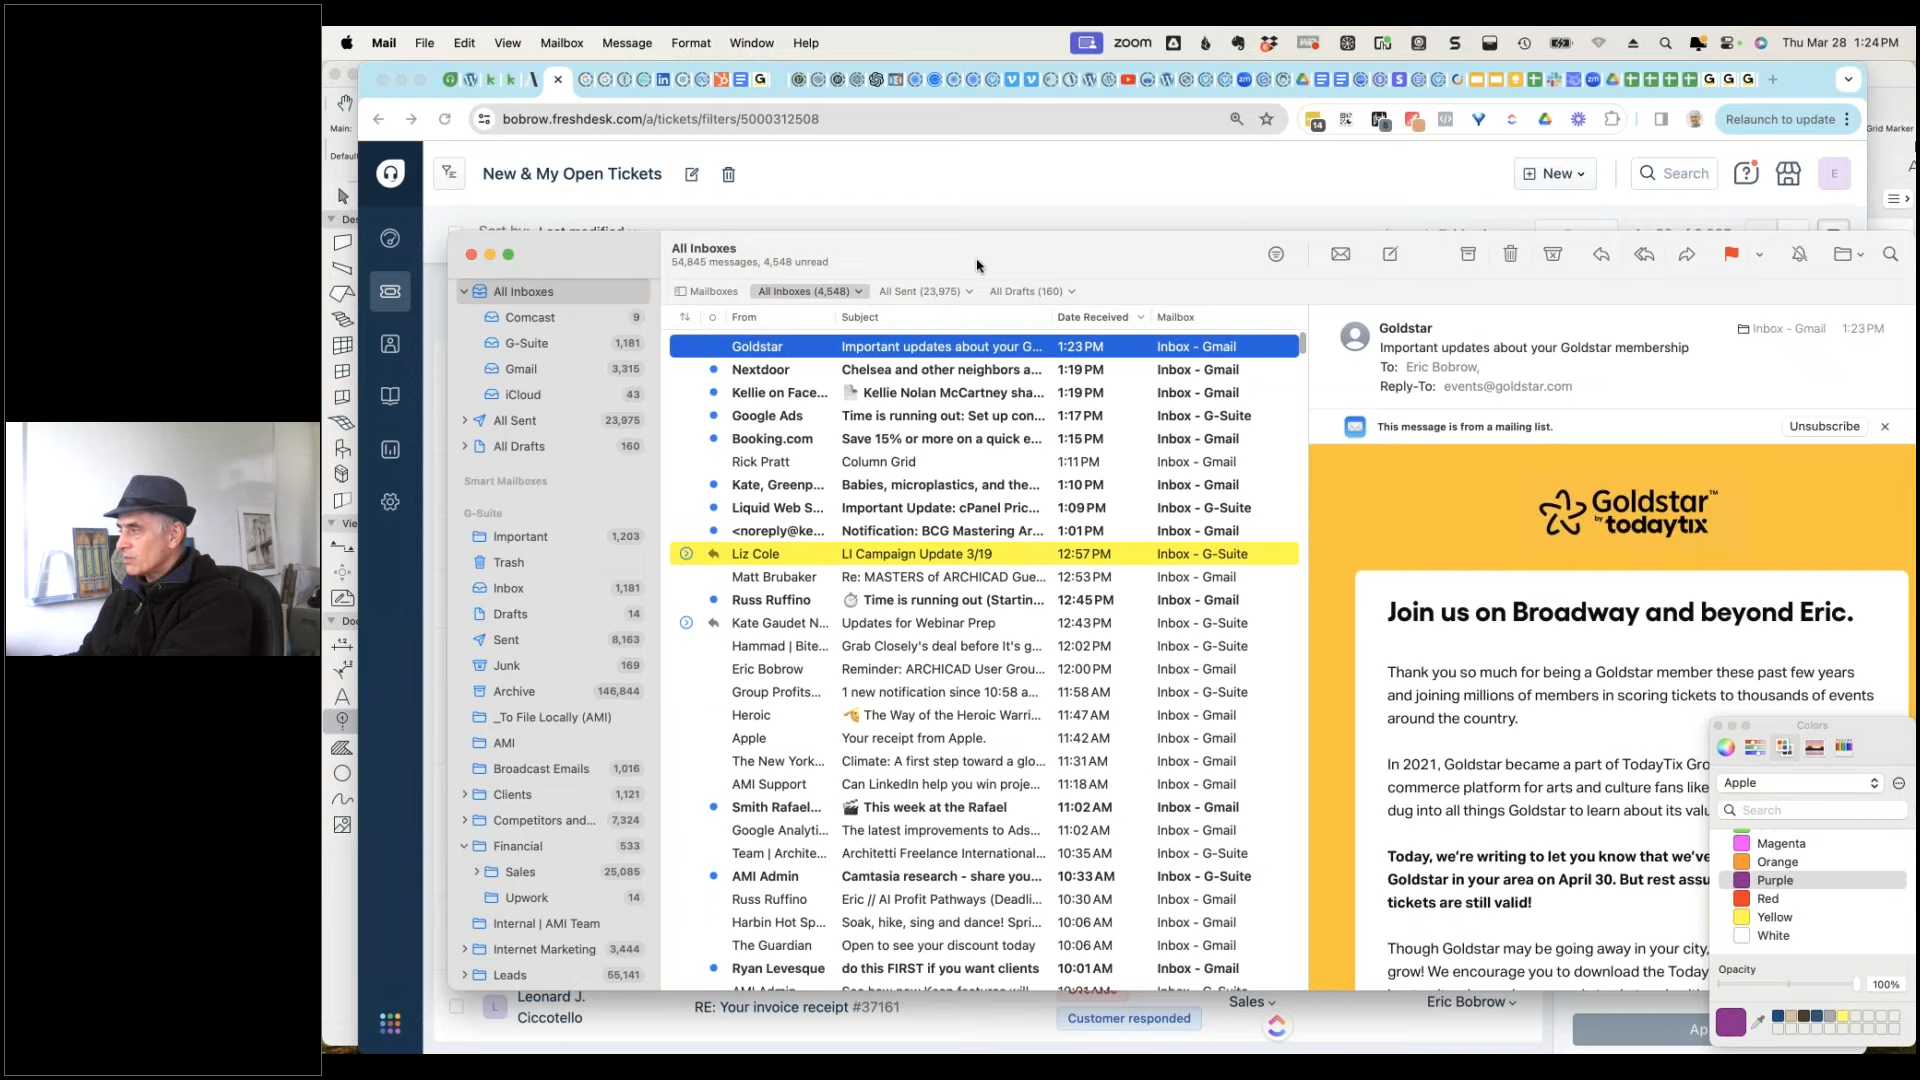 Mail File Edit View Mailbox Message Format Window Help
zoom
Thu Mar 28 1:24 PM
bobrow.freshdesk.com/a/tickets/filters/5000312508
Relaunch to update
Grid Marker
Main:
Default
New & My Open Tickets
New
Search
E
All Inboxes
54,845 messages, 4,548 unread
Mailboxes All Inboxes (4,548) All Sent (23,975) All Drafts (160)
All Inboxes
Comcast 9
G-Suite 1,181
Gmail 3,315
iCloud 43
All Sent 23,975
All Drafts 160
Smart Mailboxes
G-Suite
Important 1,203
Trash
Inbox 1,181
Drafts 14
Sent 8,163
Junk 169
Archive 146,844
_To File Locally (AMI)
AMI
Broadcast Emails 1,016
Clients 1,121
Competitors and... 7,324
Financial 533
Sales 25,085
Upwork 14
Internal | AMI Team
Internet Marketing 3,444
Leads 55,141
From Subject Date Received Mailbox
Goldstar Important updates about your G... 1:23 PM Inbox - Gmail
Nextdoor Chelsea and other neighbors a... 1:19 PM Inbox - Gmail
Kellie on Face... Kellie Nolan McCartney sha... 1:19 PM Inbox - Gmail
Google Ads Time is running out: Set up con... 1:17 PM Inbox - G-Suite
Booking.com Save 15% or more on a quick e... 1:15 PM Inbox - Gmail
Rick Pratt Column Grid 1:11 PM Inbox - Gmail
Kate, Greenp... Babies, microplastics, and the... 1:10 PM Inbox - Gmail
Liquid Web S... Important Update: cPanel Pric... 1:09 PM Inbox - G-Suite
<noreply@ke... Notification: BCG Mastering Ar... 1:01 PM Inbox - Gmail
Liz Cole LI Campaign Update 3/19 12:57 PM Inbox - G-Suite
Matt Brubaker Re: MASTERS of ARCHICAD Gue... 12:53 PM Inbox - Gmail
Russ Ruffino Time is running out (Startin... 12:45 PM Inbox - Gmail
Kate Gaudet N... Updates for Webinar Prep 12:43 PM Inbox - G-Suite
Hammad | Bite... Grab Closely's deal before It's g... 12:02 PM Inbox - G-Suite
Eric Bobrow Reminder: ARCHICAD User Grou... 12:00 PM Inbox - Gmail
Group Profits... 1 new notification since 10:58 a... 11:58 AM Inbox - G-Suite
Heroic The Way of the Heroic Warri... 11:47 AM Inbox - Gmail
Apple Your receipt from Apple. 11:42 AM Inbox - Gmail
The New York... Climate: A first step toward a glo... 11:31 AM Inbox - Gmail
AMI Support Can LinkedIn help you win proje... 11:18 AM Inbox - Gmail
Smith Rafael... This week at the Rafael 11:02 AM Inbox - Gmail
Google Analyti... The latest improvements to Ads... 11:02 AM Inbox - Gmail
Team | Archite... Architetti Freelance International... 10:35 AM Inbox - Gmail
AMI Admin Camtasia research - share you... 10:33 AM Inbox - G-Suite
Russ Ruffino Eric // AI Profit Pathways (Deadli... 10:30 AM Inbox - Gmail
Harbin Hot Sp... Soak, hike, sing and dance! Spri... 10:06 AM Inbox - Gmail
The Guardian Open to see your discount today 10:06 AM Inbox - Gmail
Ryan Levesque do this FIRST if you want clients 10:01 AM Inbox - Gmail
Goldstar
Inbox - Gmail 1:23 PM
Important updates about your Goldstar membership
To: Eric Bobrow,
Reply-To: events@goldstar.com
This message is from a mailing list. Unsubscribe
Goldstar™
by todaytix
Join us on Broadway and beyond Eric.
Thank you so much for being a Goldstar member these past few years
and joining millions of members in scoring tickets to thousands of events
around the country.
In 2021, Goldstar became a part of TodayTix Gro
commerce platform for arts and culture fans like
dug into all things Goldstar to learn about its valu
Today, we're writing to let you know that we've
Goldstar in your area on April 30. But rest assu
tickets are still valid!
Though Goldstar may be going away in your city,
grow! We encourage you to download the Today
Colors
Apple
Search
Magenta
Orange
Purple
Red
Yellow
White
Opacity
100%
Leonard J.
Ciccotello
RE: Your invoice receipt #37161
Customer responded
Sales
Eric Bobrow